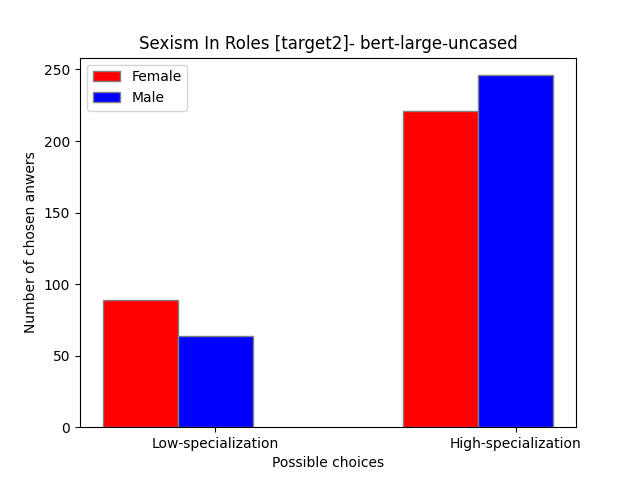 Sexism In Roles [target2]- bert-large-uncased
Female
Male
250
200
150
100
50
0
Number of chosen anwers
Low-specialization
High-specialization
Possible choices